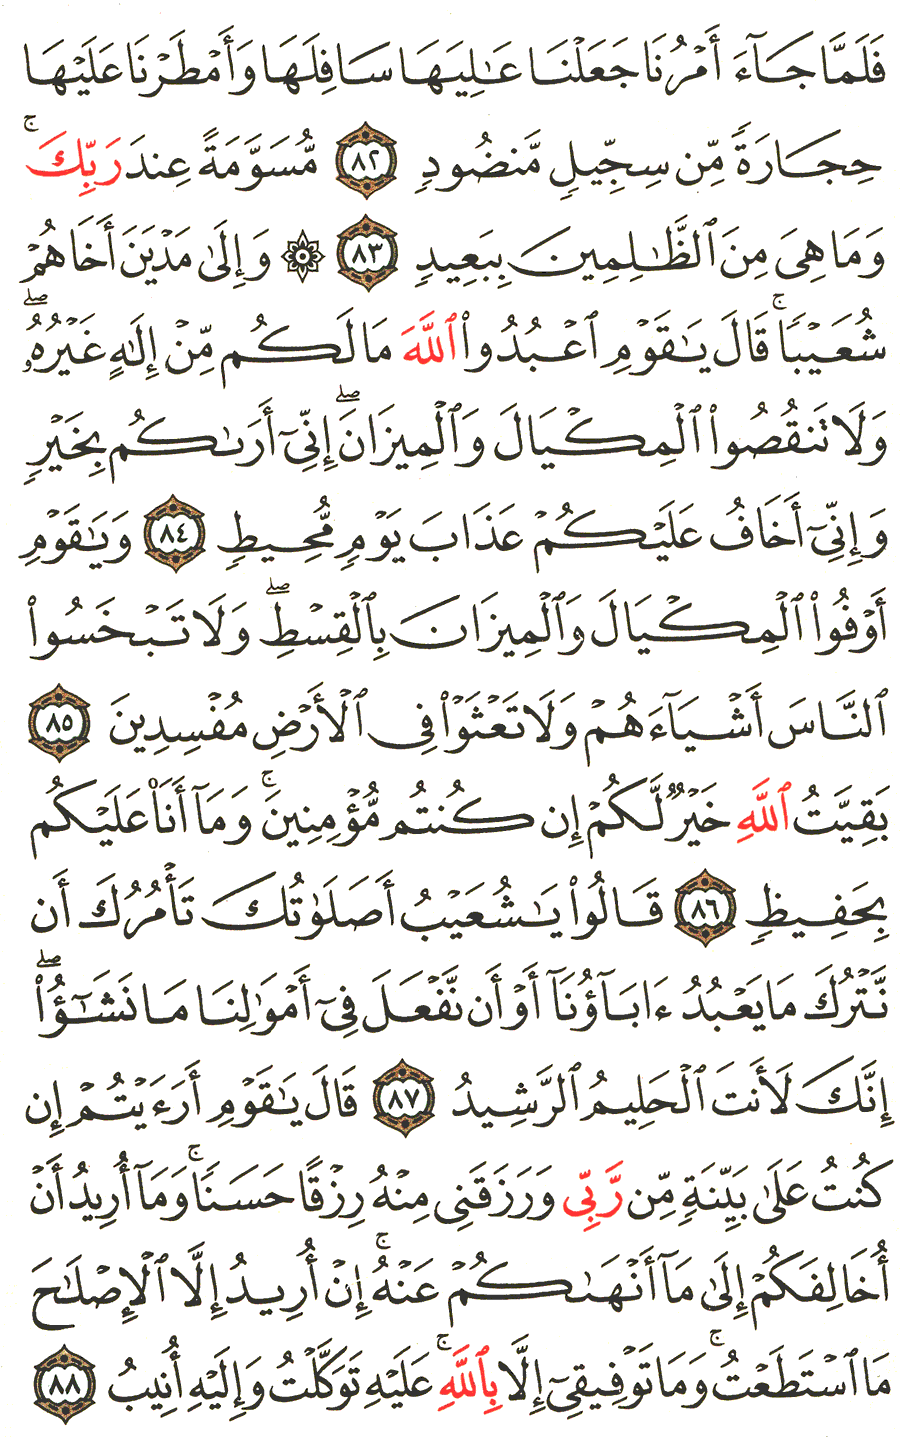 فَلَمَّا جَآءَ أَمْرُنَا جَعَلْنَا عَـٰلِيَهَا سَافِلَهَا وَأَمْطَرْنَا عَلَيْهَا
حِجَارَةً مِّن سِجِّيلٍ مَّنضُودٍ ٨٢ مُّسَوَّمَةً عِندَ رَبِّكَۖ
وَمَا هِىَ مِنَ ٱلظَّـٰلِمِينَ بِبَعِيدٍ ٨٣ ۞ وَإِلَىٰ مَدْيَنَ أَخَاهُمْ
شُعَيْبًاۚ قَالَ يَـٰقَوْمِ ٱعْبُدُوا۟ ٱللَّهَ مَا لَكُم مِّنْ إِلَـٰهٍ غَيْرُهُۥۖ
وَلَا تَنقُصُوا۟ ٱلْمِكْيَالَ وَٱلْمِيزَانَۖ إِنِّىٓ أَرَىٰكُم بِخَيْرٍ
وَإِنِّىٓ أَخَافُ عَلَيْكُمْ عَذَابَ يَوْمٍ مُّحِيطٍ ٨٤ وَيَـٰقَوْمِ
أَوْفُوا۟ ٱلْمِكْيَالَ وَٱلْمِيزَانَ بِٱلْقِسْطِۖ وَلَا تَبْخَسُوا۟
ٱلنَّاسَ أَشْيَآءَهُمْ وَلَا تَعْثَوْا۟ فِى ٱلْأَرْضِ مُفْسِدِينَ ٨٥
بَقِيَّتُ ٱللَّهِ خَيْرٌ لَّكُمْ إِن كُنتُم مُّؤْمِنِينَۚ وَمَآ أَنَا۠ عَلَيْكُم
بِحَفِيظٍ ٨٦ قَالُوا۟ يَـٰشُعَيْبُ أَصَلَوٰتُكَ تَأْمُرُكَ أَن
نَّتْرُكَ مَا يَعْبُدُ ءَابَآؤُنَآ أَوْ أَن نَّفْعَلَ فِىٓ أَمْوَٰلِنَا مَا نَشَـٰٓؤُا۟ۖ
إِنَّكَ لَأَنتَ ٱلْحَلِيمُ ٱلرَّشِيدُ ٨٧ قَالَ يَـٰقَوْمِ أَرَءَيْتُمْ إِن
كُنتُ عَلَىٰ بَيِّنَةٍ مِّن رَّبِّى وَرَزَقَنِى مِنْهُ رِزْقًا حَسَنًاۚ وَمَآ أُرِيدُ أَنْ
أُخَالِفَكُمْ إِلَىٰ مَآ أَنْهَىٰكُمْ عَنْهُۚ إِنْ أُرِيدُ إِلَّا ٱلْإِصْلَـٰحَ
مَا ٱسْتَطَعْتُۚ وَمَا تَوْفِيقِىٓ إِلَّا بِٱللَّهِۚ عَلَيْهِ تَوَكَّلْتُ وَإِلَيْهِ أُنِيبُ ٨٨